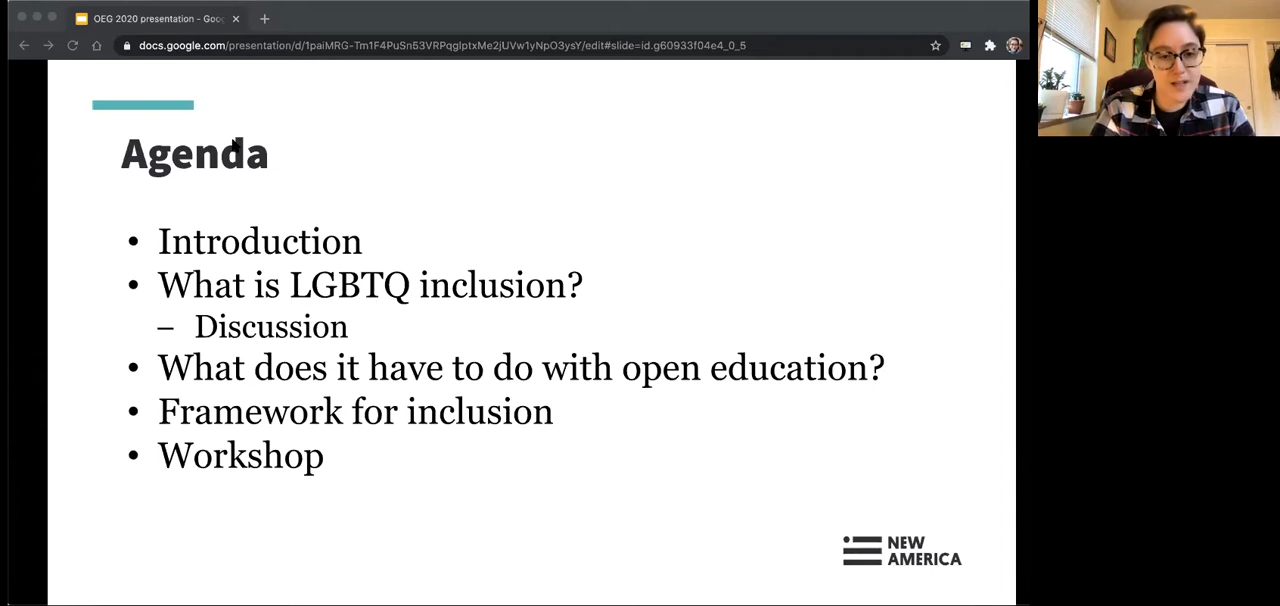 OEG 2020 presentation - Goo
docs.google.com/presentation/d/1paiMRG-Tm1F4PuSn53VRPqglptxMe2jUVw1yNpO3ysY/edit#slide=id.g60933f04e4_0_5
Agenda
• Introduction
• What is LGBTQ inclusion?
– Discussion
• What does it have to do with open education?
• Framework for inclusion
• Workshop
NEW
AMERICA